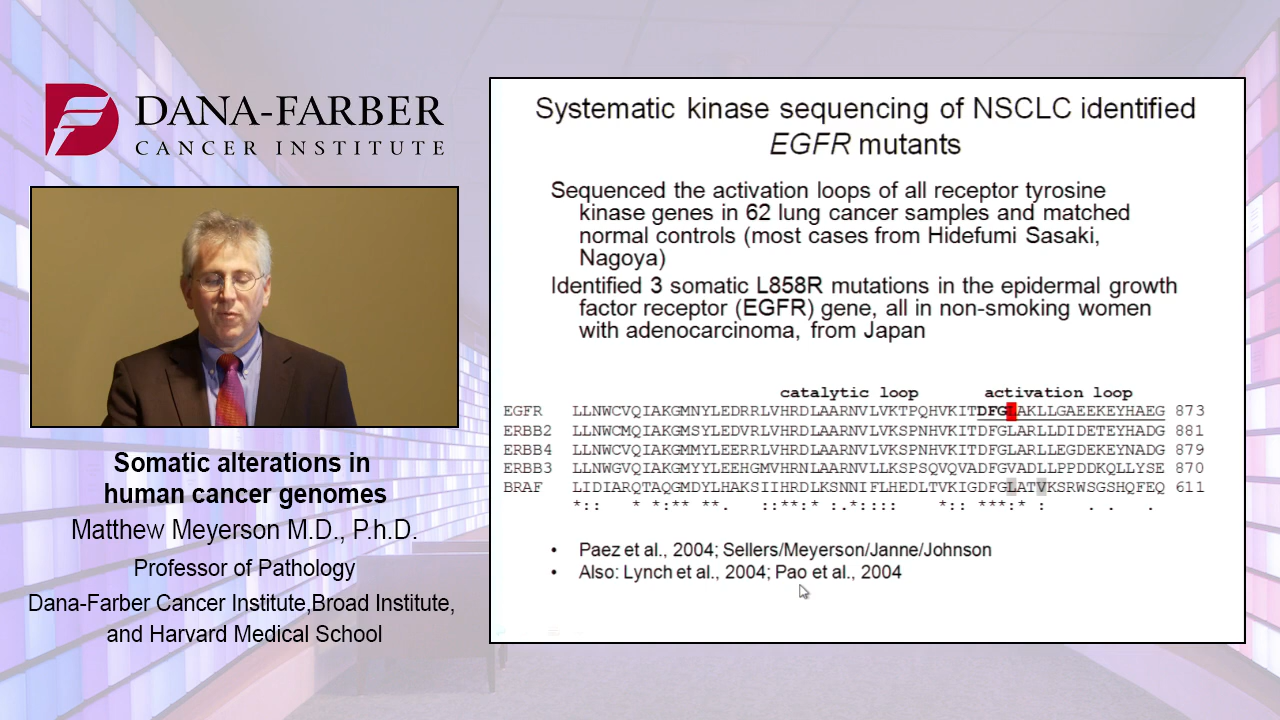 DANA-FARBER
CANCER INSTITUTE
Somatic alterations in
human cancer genomes
Matthew Meyerson M.D., P.h.D.
Professor of Pathology
Dana-Farber Cancer Institute,Broad Institute,
and Harvard Medical School
Systematic kinase sequencing of NSCLC identified
EGFR mutants
Sequenced the activation loops of all receptor tyrosine
kinase genes in 62 lung cancer samples and matched
normal controls (most cases from Hidefumi Sasaki,
Nagoya)
Identified 3 somatic L858R mutations in the epidermal growth
factor receptor (EGFR) gene, all in non-smoking women
with adenocarcinoma, from Japan
catalytic loop activation loop
EGFR LLNWCVQIAKGMNYLEDRRLVHRDLAARNVLVKTPQHVKITDFGLAKLLGAEEKEYHAEG 873
ERBB2 LLNWCMQIAKGMSYLEDVRLVHRDLAARNVLVKSPNHVKITDFGLARLLDIDETEYHADG 881
ERBB4 LLNWCVQIAKGMMYLEERRLVHRDLAARNVLVKSPNHVKITDFGLARLLEGDEKEYNADG 879
ERBB3 LLNWGVQIAKGMYYLEEHGMVHRNLAARNVLLKSPSQVQVADFGVADLLPPDDKQLLYSE 870
BRAF LIDIARQTAQGMDYLHAKSIIHRDLKSNNIFLHEDLTVKIGDFGLATVKSRWSGSHQFEQ 611
*:: * *:** **. ::**:* :.*:::: *:: ***:* : . . .
• Paez et al., 2004; Sellers/Meyerson/Janne/Johnson
• Also: Lynch et al., 2004; Pao et al., 2004